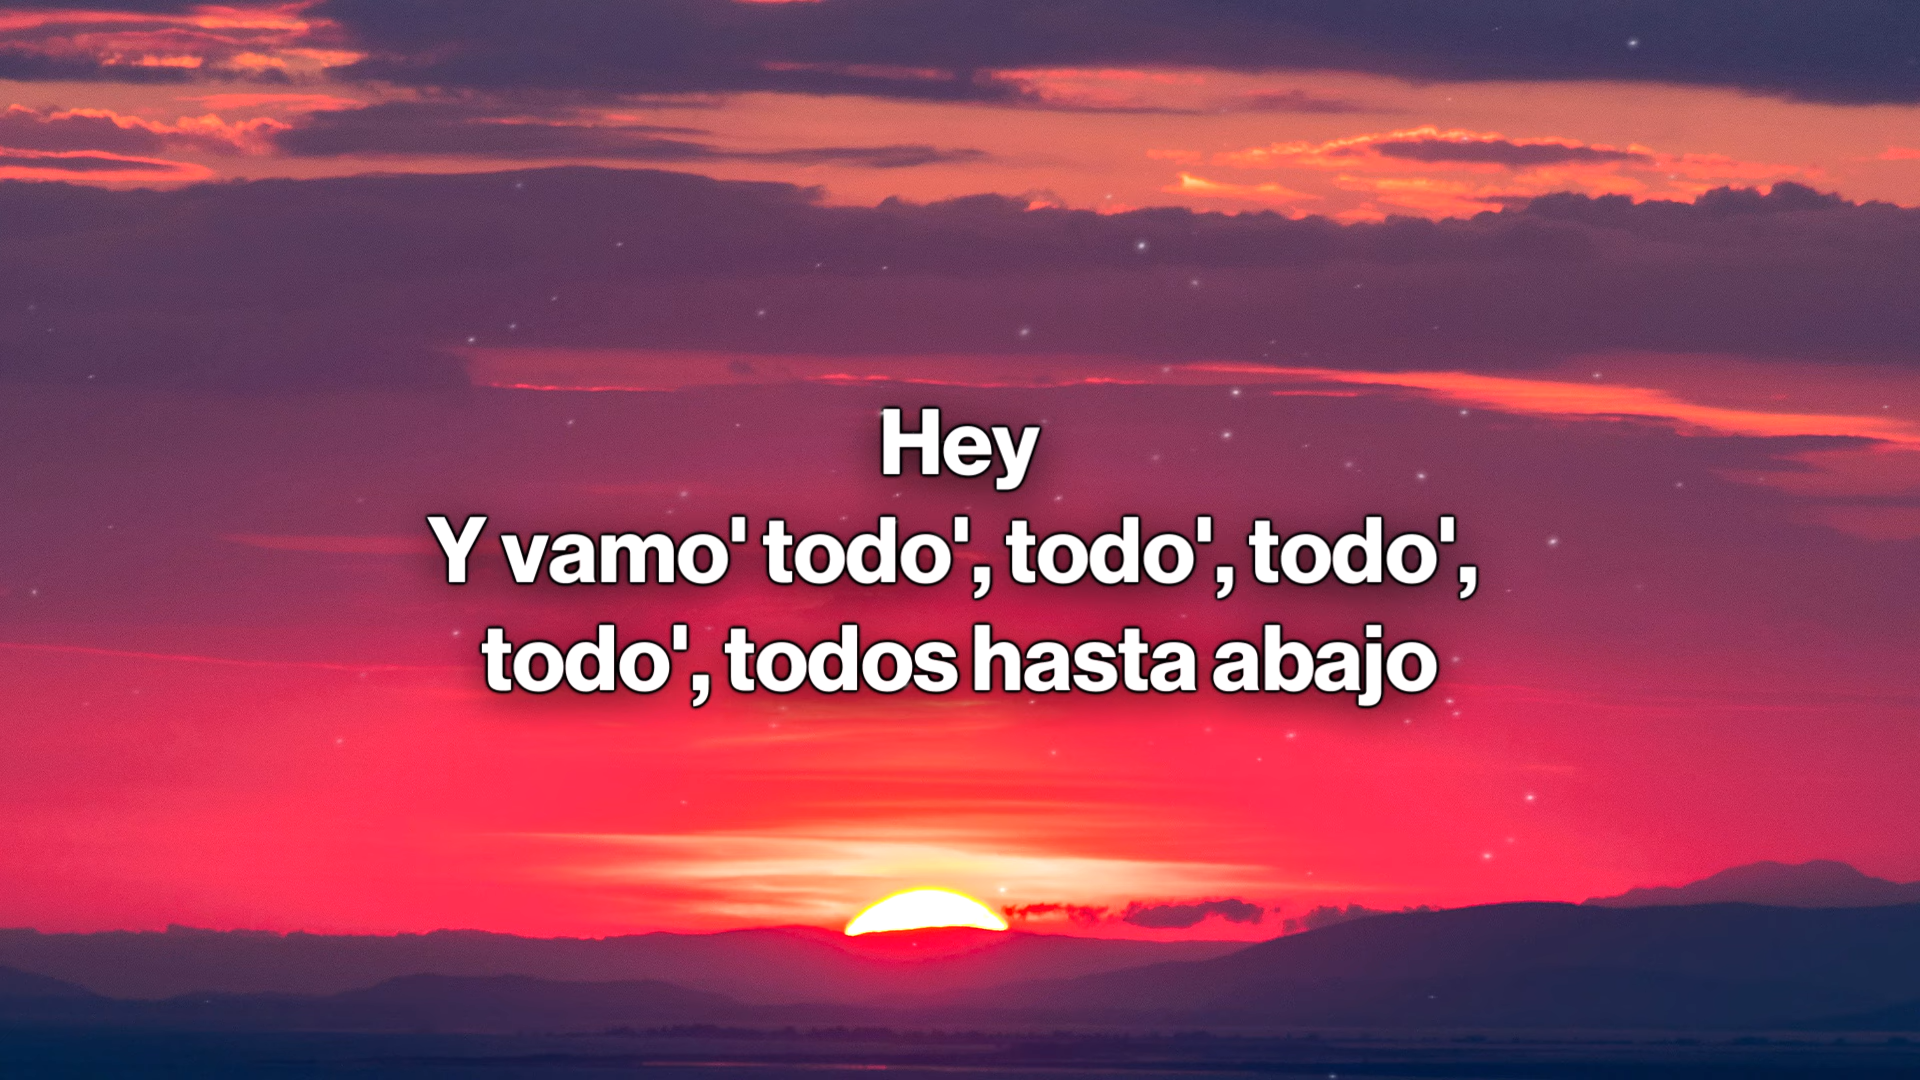 Hey
Y vamo' todo', todo', todo',
todo', todos hasta abajo